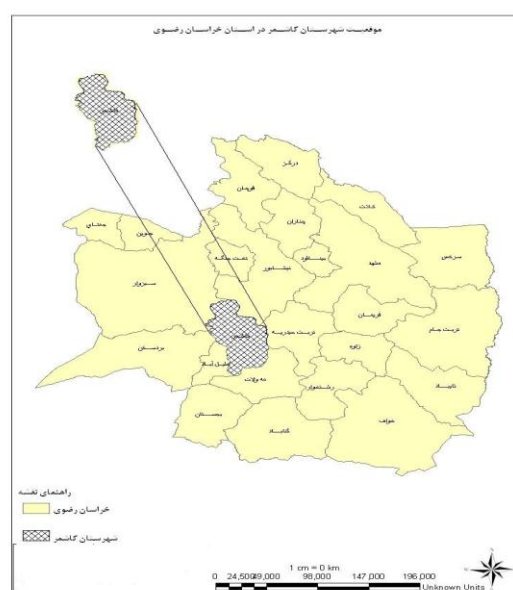 موقعیت شهرستان کاشمر در استان خراسان رضوی
کاشمر
درگز
قوچان
کلات
چناران
جغتای
جوین
سرخس
مشهد
نیشابور
سبزوار
فریمان
تربت حیدریه
تربت جام
کاشمر
زاوه
بردسکن
خلیل آباد
مه ولات
رشتخوار
تایباد
بجستان
خواف
گناباد
راهنمای نقشه
خراسان رضوی
شهرستان کاشمر
1 cm = 0 km
0 24,500 49,000 98,000 147,000 196,000
Unknown Units